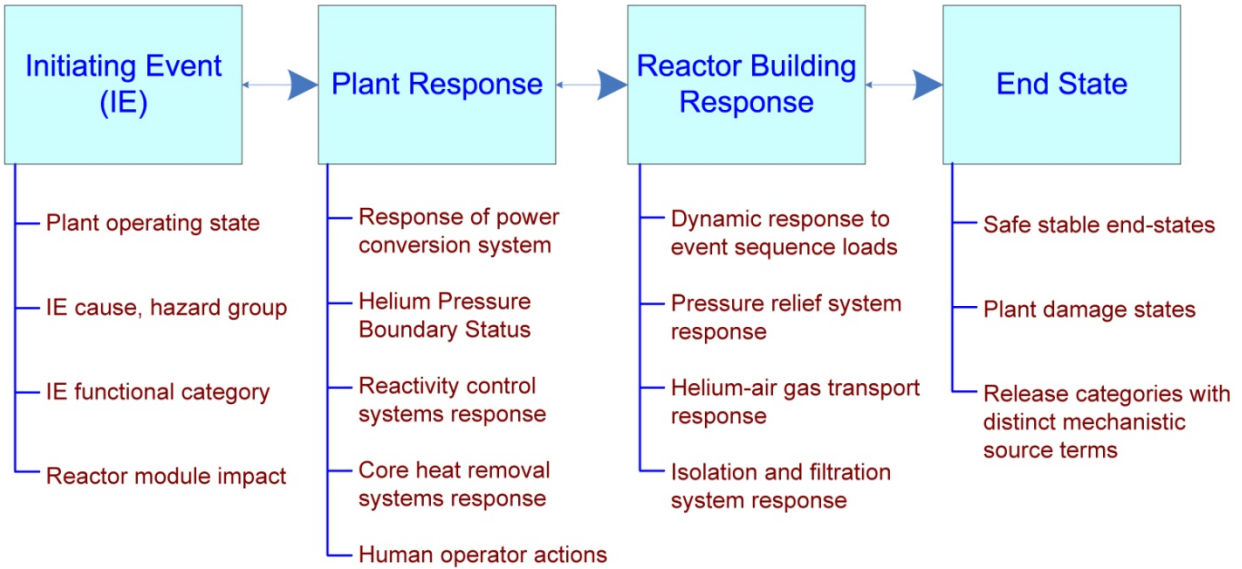 Initiating Event
(IE)
Plant operating state
IE cause, hazard group
IE functional category
Reactor module impact
Plant Response
Response of power
conversion system
Helium Pressure
Boundary Status
Reactivity control
systems response
Core heat removal
systems response
Human operator actions
Reactor Building
Response
Dynamic response to
event sequence loads
Pressure relief system
response
Helium-air gas transport
response
Isolation and filtration
system response
End State
Safe stable end-states
Plant damage states
Release categories with
distinct mechanistic
source terms